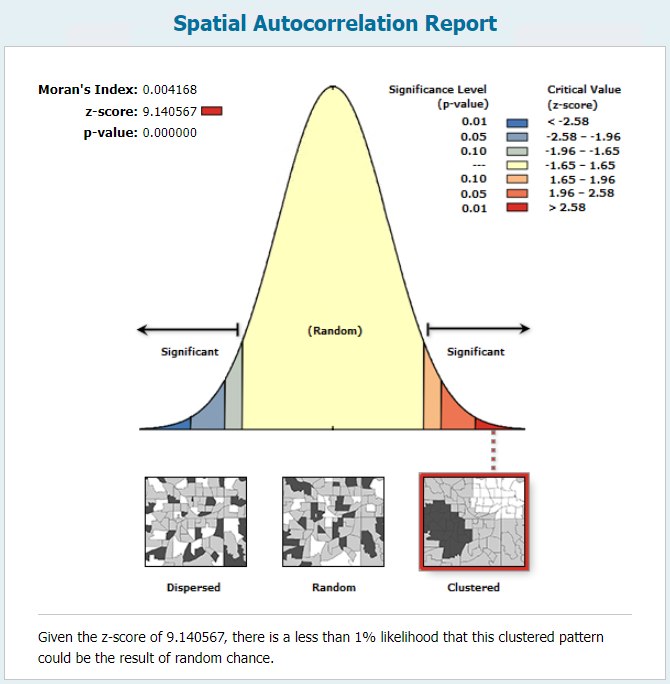 Spatial Autocorrelation Report
Moran's Index: 0.004168
z-score: 9.140567
p-value: 0.000000
Significance Level
(p-value)
Critical Value
(z-score)
0.01 < -2.58
0.05 -2.58 – -1.96
0.10 -1.96 – -1.65
--- -1.65 – 1.65
0.10 1.65 – 1.96
0.05 1.96 – 2.58
0.01 > 2.58
(Random)
Significant
Significant
Dispersed
Random
Clustered
Given the z-score of 9.140567, there is a less than 1% likelihood that this clustered pattern
could be the result of random chance.